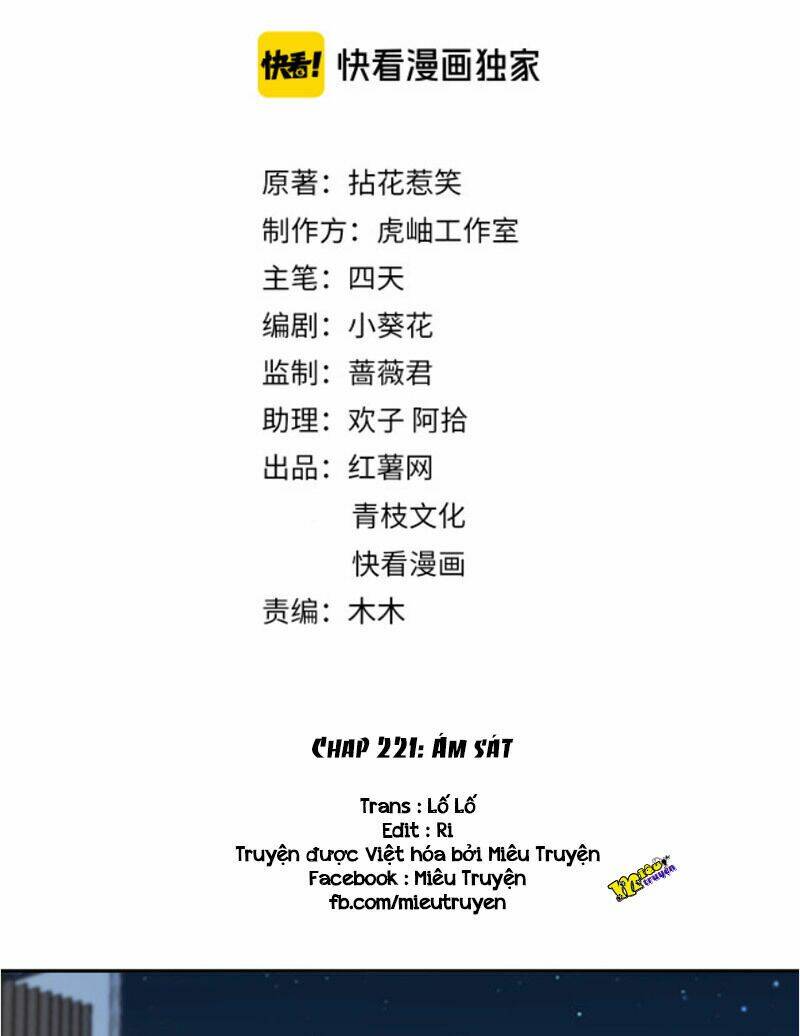 快看! 快看漫画独家
原著：拈花惹笑
制作方：虎岫工作室
主笔：四天
编剧：小葵花
监制：蔷薇君
助理：欢子 阿拾
出品：红薯网
青枝文化
快看漫画
责编：木木
CHAP 221: ÁM SÁT
Trans : Lố Lố
Edit : Ri
Truyện được Việt hóa bởi Miêu Truyện
Facebook : Miêu Truyện
fb.com/mieutruyen
Miêu
truyện